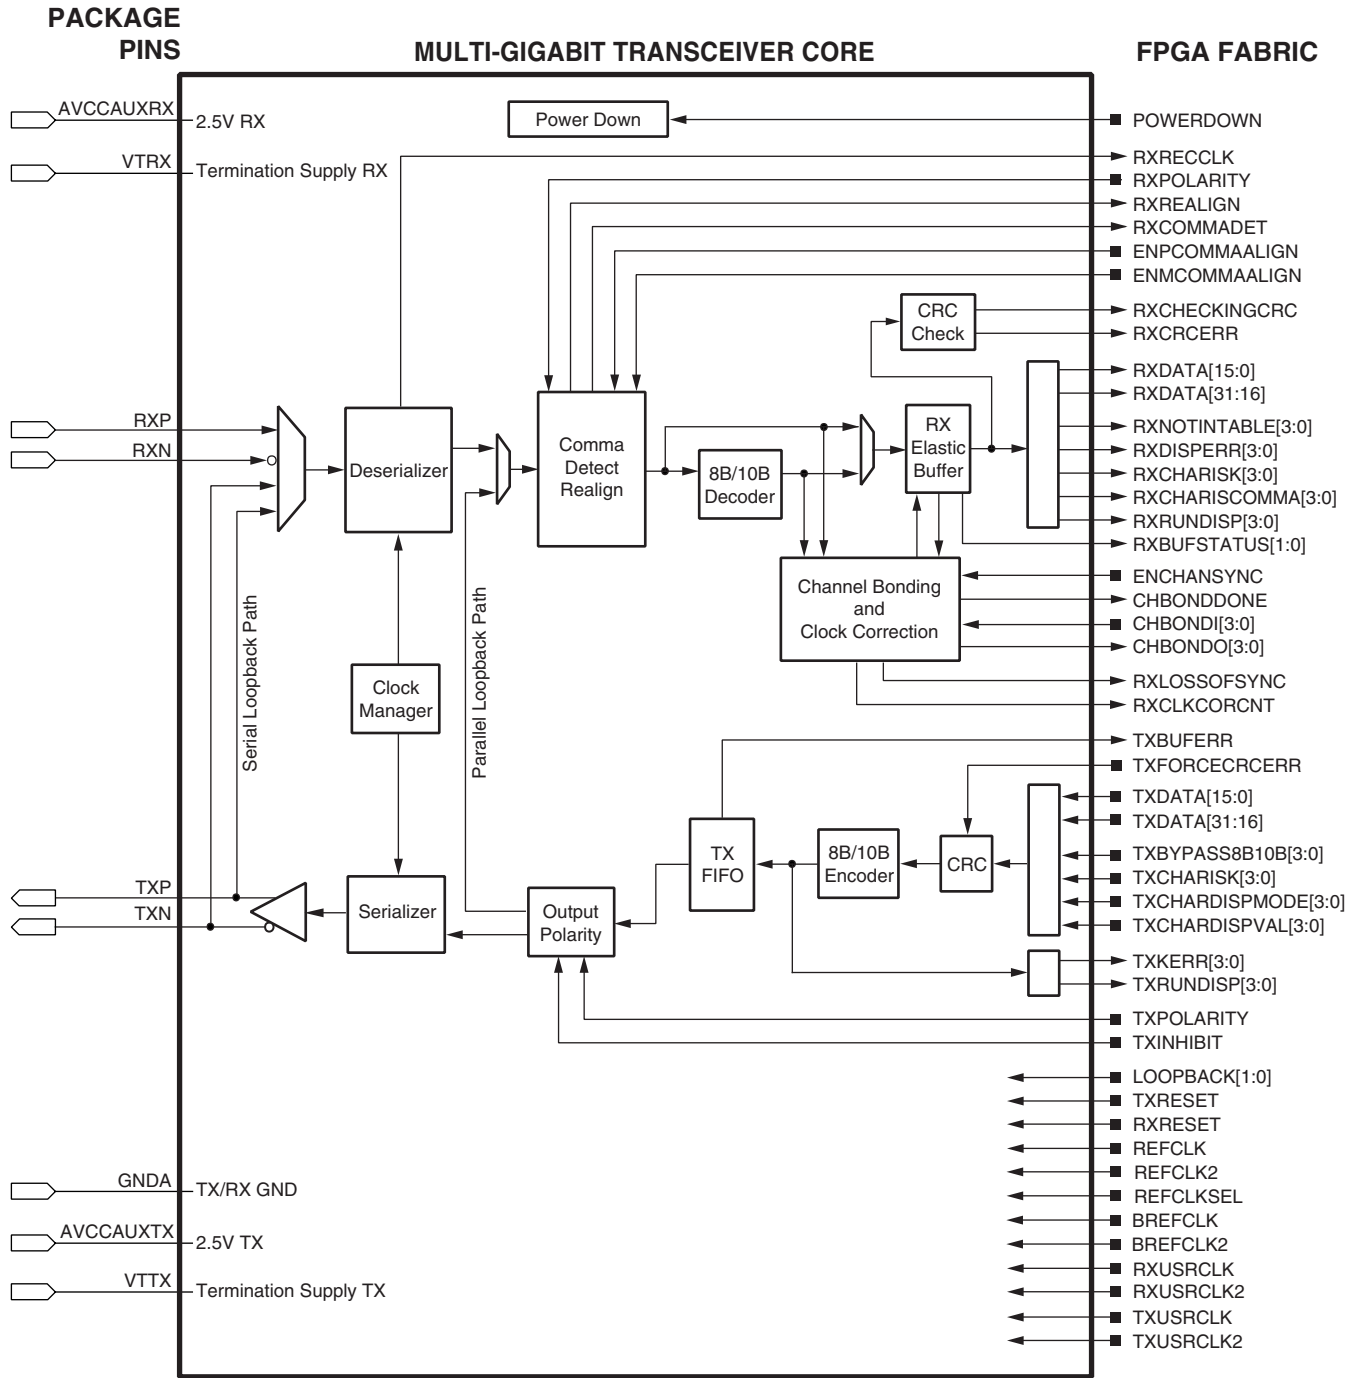 PACKAGE
PINS
MULTI-GIGABIT TRANSCEIVER CORE
FPGA FABRIC
AVCCAUXRX
2.5V RX
VTRX
Termination Supply RX
Power Down
POWERDOWN
RXRECCLK
RXPOLARITY
RXREALIGN
RXCOMMADET
ENPCOMMAALIGN
ENMCOMMAALIGN
CRC
Check
RXCHECKINGCRC
RXCRCERR
RXDATA[15:0]
RXDATA[31:16]
RXNOTINTABLE[3:0]
RXDISPERR[3:0]
RXCHARISK[3:0]
RXCHARISCOMMA[3:0]
RXRUNDISP[3:0]
RXBUFSTATUS[1:0]
RXP
RXN
Deserializer
Comma
Detect
Realign
8B/10B
Decoder
RX
Elastic
Buffer
Channel Bonding
and
Clock Correction
ENCHANSYNC
CHBONDDONE
CHBONDI[3:0]
CHBONDO[3:0]
RXLOSSOFSYNC
RXCLKCORCNT
Serial Loopback Path
Clock
Manager
Parallel Loopback Path
TXBUFERR
TXFORCECRCERR
TXDATA[15:0]
TXDATA[31:16]
TXBYPASS8B10B[3:0]
TXCHARISK[3:0]
TXCHARDISPMODE[3:0]
TXCHARDISPVAL[3:0]
TX
FIFO
8B/10B
Encoder
CRC
TXP
TXN
Serializer
Output
Polarity
TXKERR[3:0]
TXRUNDISP[3:0]
TXPOLARITY
TXINHIBIT
LOOPBACK[1:0]
TXRESET
RXRESET
REFCLK
REFCLK2
REFCLKSEL
BREFCLK
BREFCLK2
RXUSRCLK
RXUSRCLK2
TXUSRCLK
TXUSRCLK2
GNDA
TX/RX GND
AVCCAUXTX
2.5V TX
VTTX
Termination Supply TX